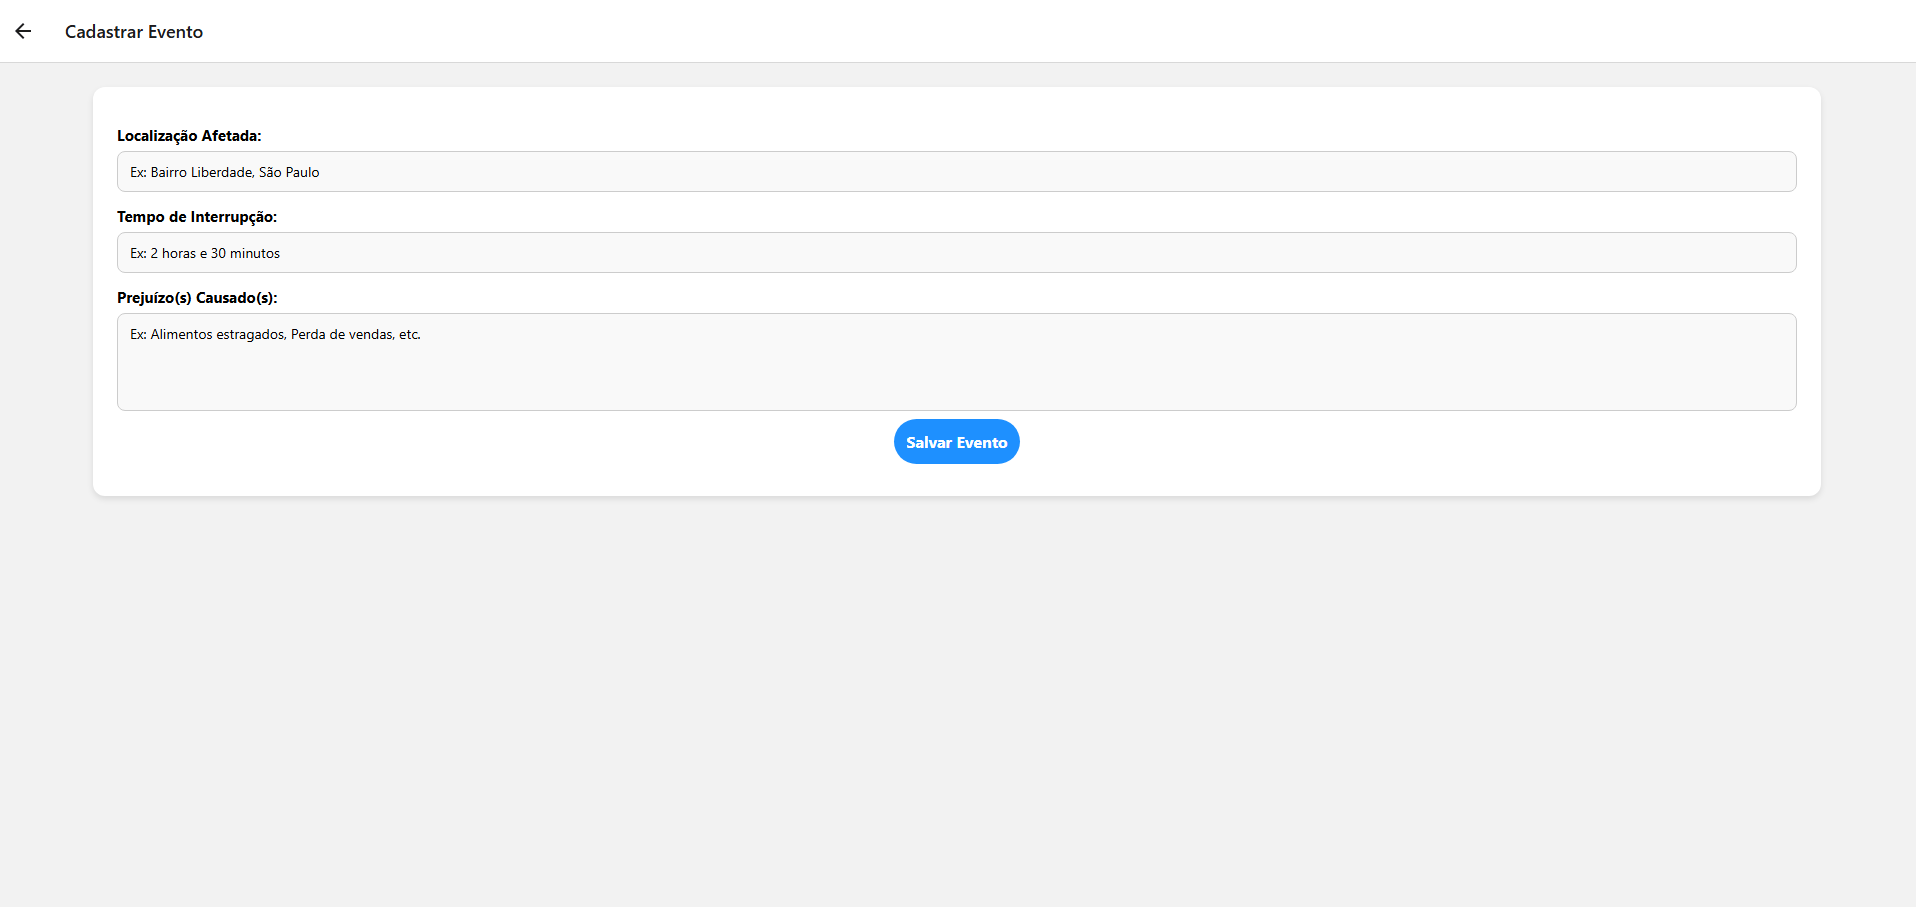 Cadastrar Evento
Localização Afetada:
Ex: Bairro Liberdade, São Paulo
Tempo de Interrupção:
Ex: 2 horas e 30 minutos
Prejuízo(s) Causado(s):
Ex: Alimentos estragados, Perda de vendas, etc.
Salvar Evento